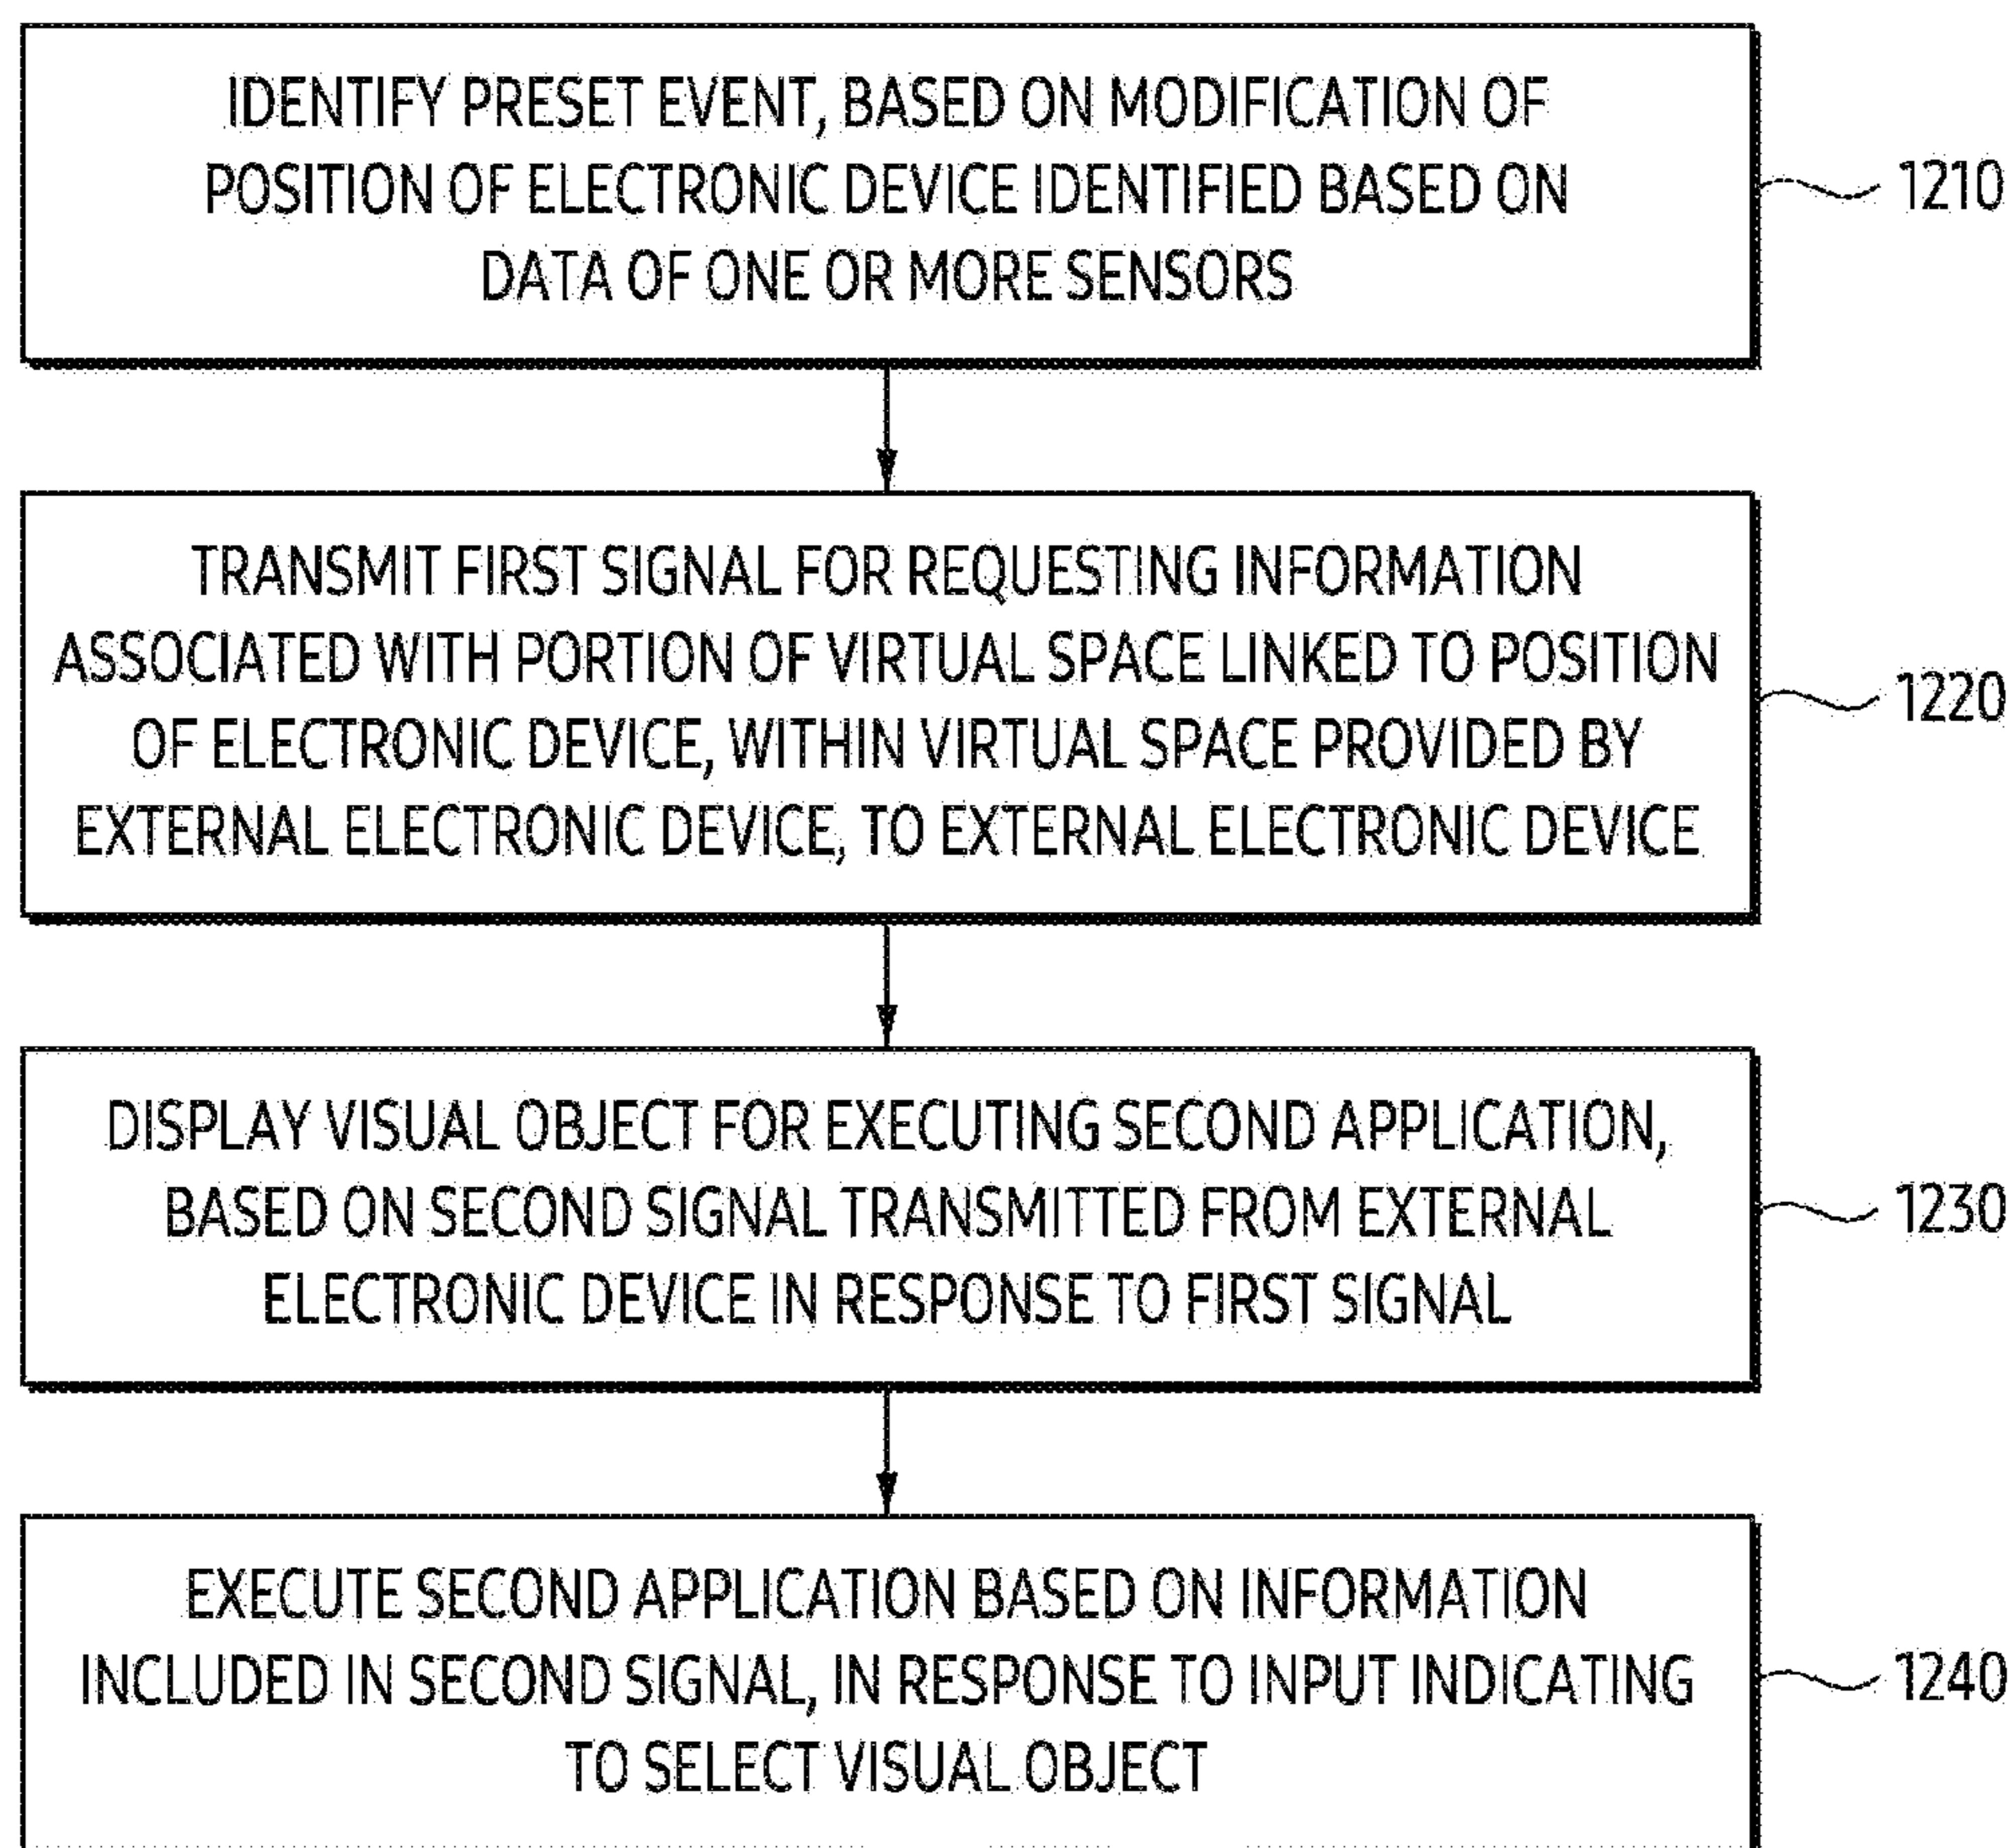 IDENTIFY PRESET EVENT, BASED ON MODIFICATION OF
POSITION OF ELECTRONIC DEVICE IDENTIFIED BASED ON
DATA OF ONE OR MORE SENSORS
1210
TRANSMIT FIRST SIGNAL FOR REQUESTING INFORMATION
ASSOCIATED WITH PORTION OF VIRTUAL SPACE LINKED TO POSITION
OF ELECTRONIC DEVICE, WITHIN VIRTUAL SPACE PROVIDED BY
EXTERNAL ELECTRONIC DEVICE, TO EXTERNAL ELECTRONIC DEVICE
1220
DISPLAY VISUAL OBJECT FOR EXECUTING SECOND APPLICATION,
BASED ON SECOND SIGNAL TRANSMITTED FROM EXTERNAL
ELECTRONIC DEVICE IN RESPONSE TO FIRST SIGNAL
1230
EXECUTE SECOND APPLICATION BASED ON INFORMATION
INCLUDED IN SECOND SIGNAL, IN RESPONSE TO INPUT INDICATING
TO SELECT VISUAL OBJECT
1240